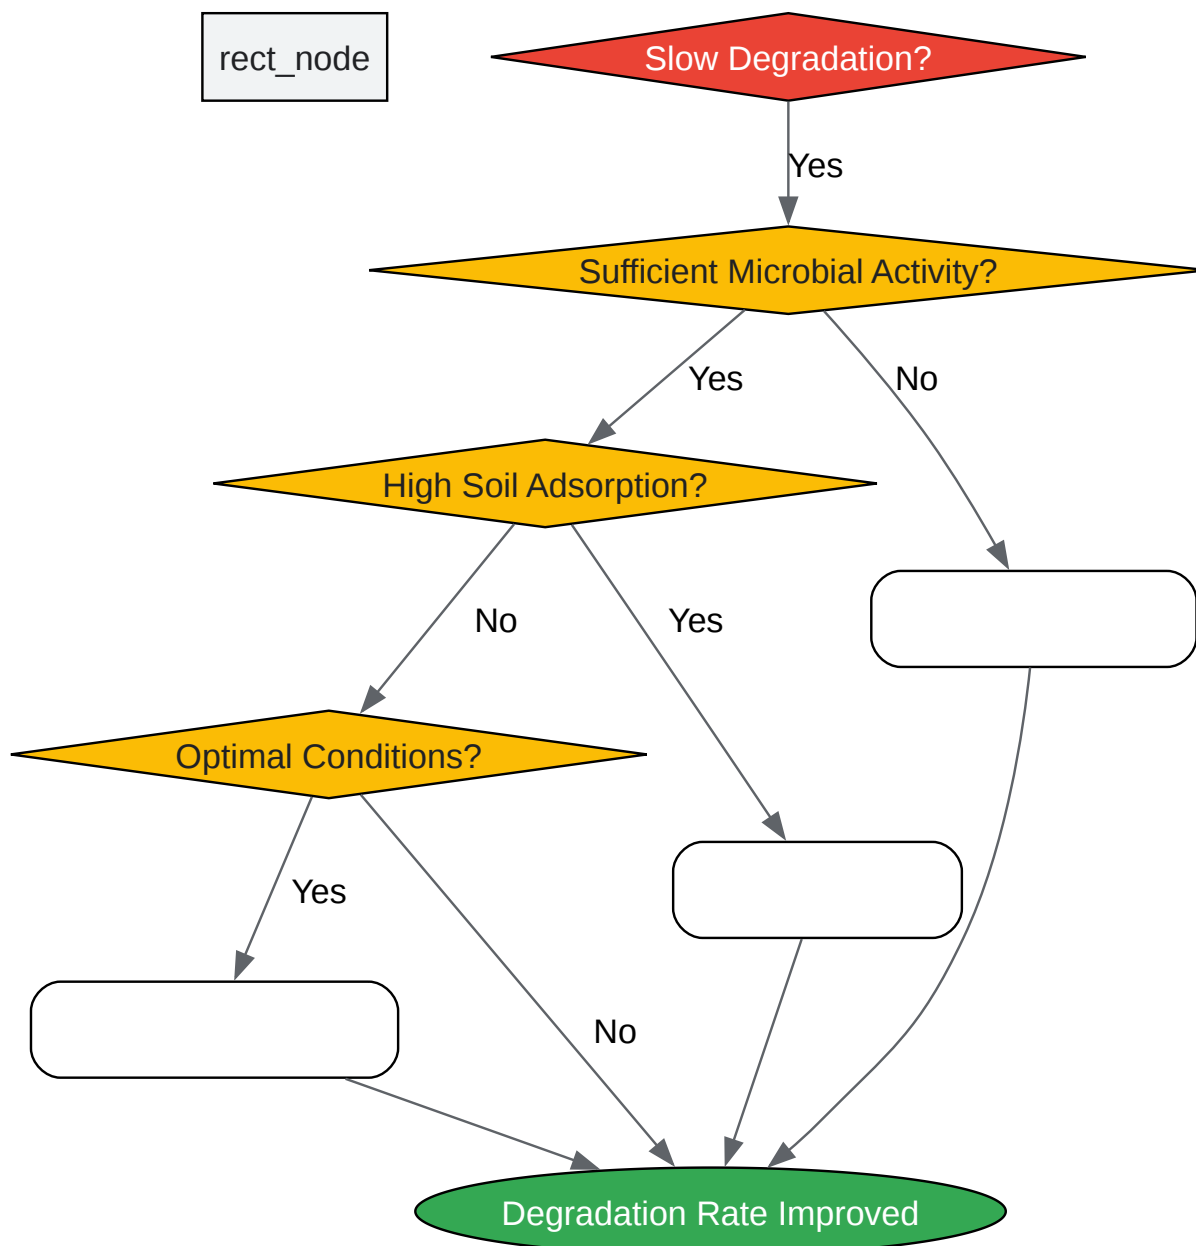 rect_node
Slow Degradation?
Yes
Sufficient Microbial Activity?
Yes
No
High Soil Adsorption?
No
Yes
Optimal Conditions?
Yes
No
Degradation Rate Improved